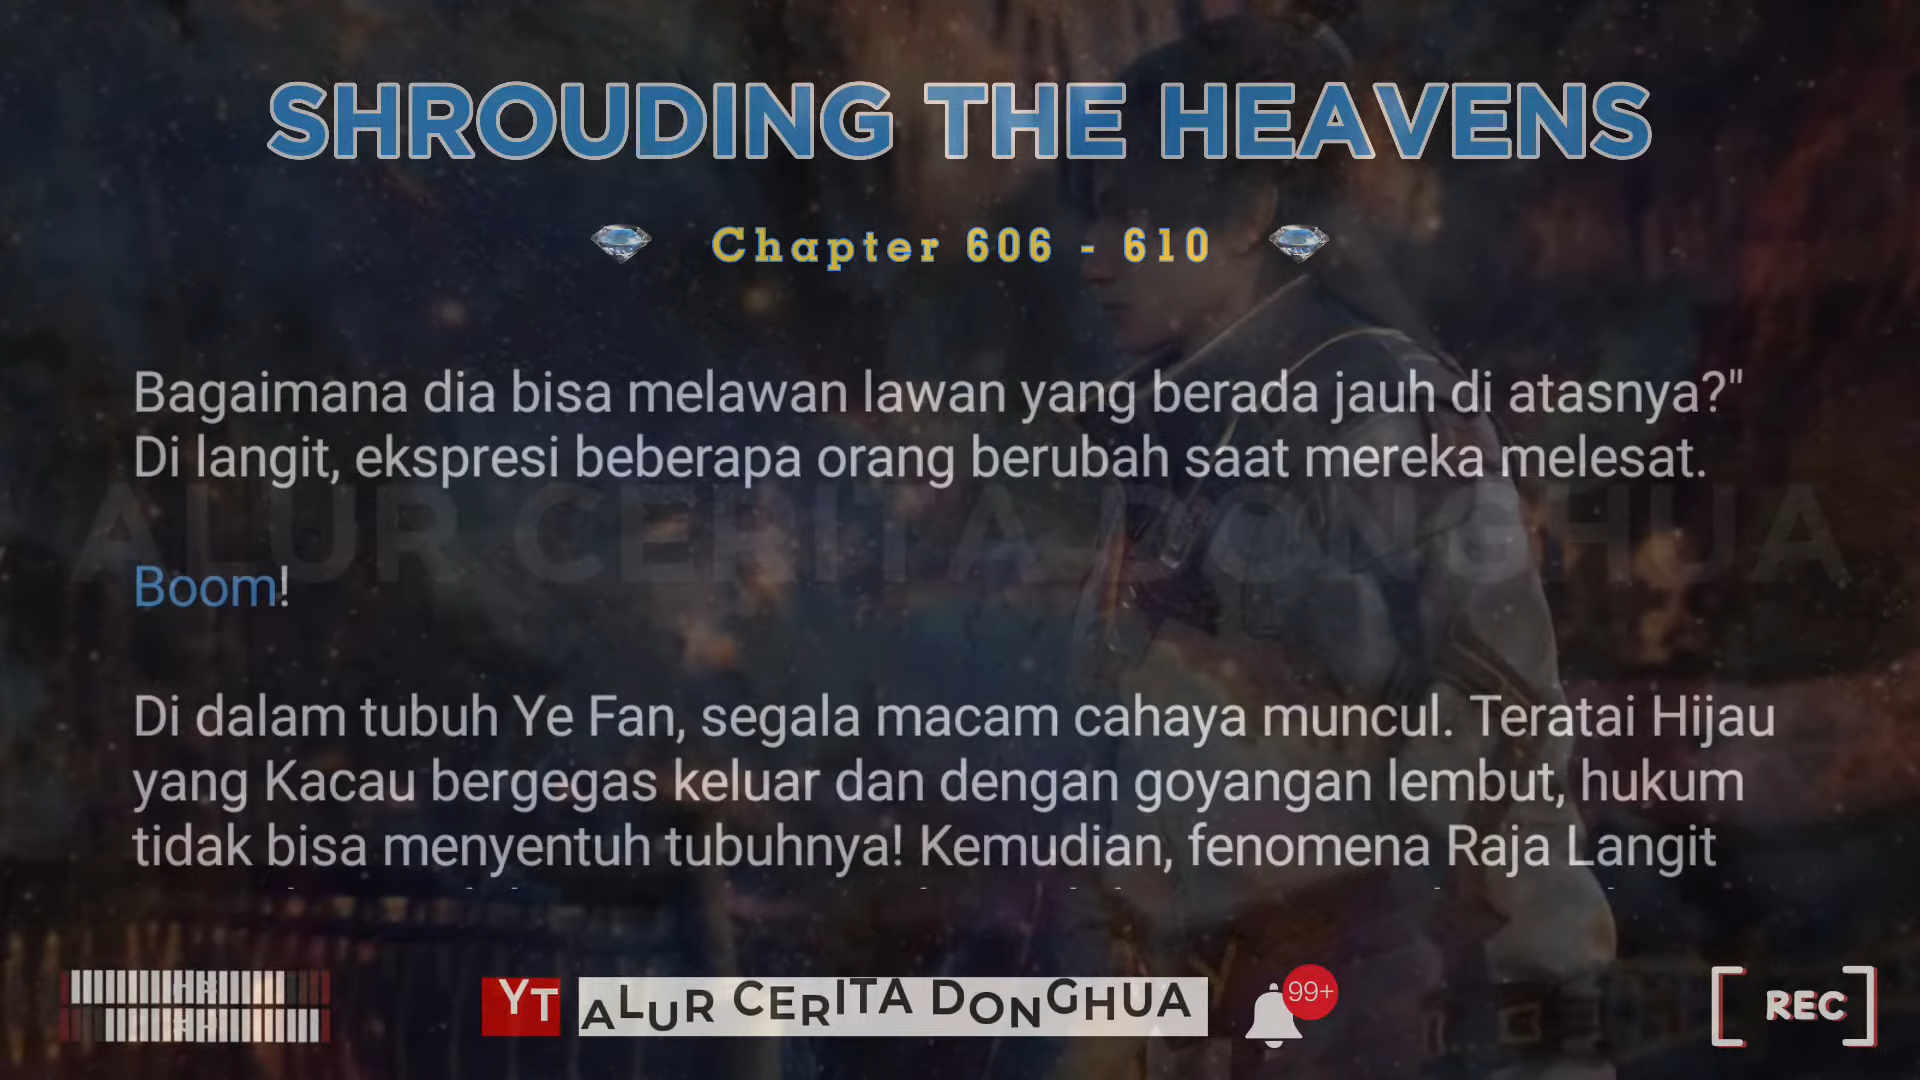 SHROUDING THE HEAVENS
Chapter 606 - 610
Bagaimana dia bisa melawan lawan yang berada jauh di atasnya?"
Di langit, ekspresi beberapa orang berubah saat mereka melesat.
ALUR CERITA DONGHUA
Boom!
Di dalam tubuh Ye Fan, segala macam cahaya muncul. Teratai Hijau
yang Kacau bergegas keluar dan dengan goyangan lembut, hukum
tidak bisa menyentuh tubuhnya! Kemudian, fenomena Raja Langit
YT ALUR CERITA DONGHUA 99+
REC